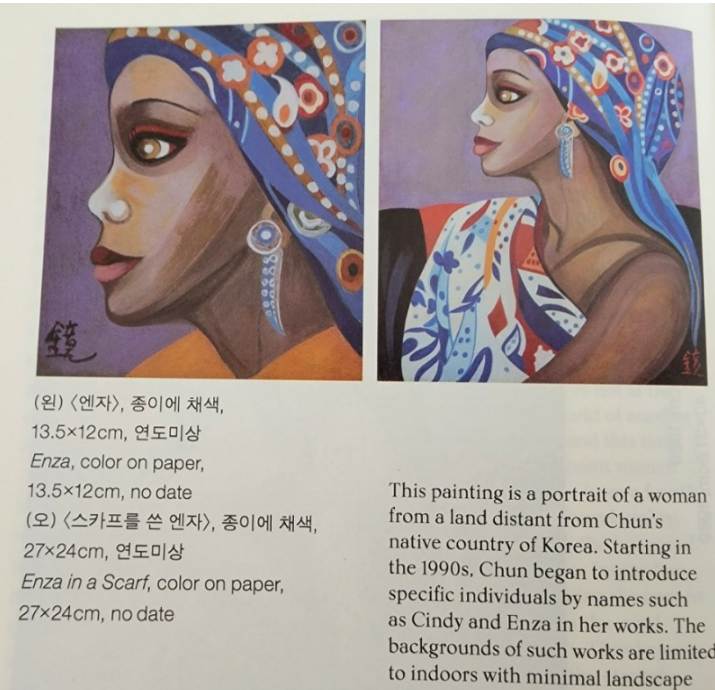 鏡
鏡
(왼) 〈엔자〉, 종이에 채색,
13.5×12cm, 연도미상
Enza, color on paper,
13.5×12cm, no date
(오) 〈스카프를 쓴 엔자〉, 종이에 채색,
27×24cm, 연도미상
Enza in a Scarf, color on paper,
27×24cm, no date
This painting is a portrait of a woman
from a land distant from Chun's
native country of Korea. Starting in
the 1990s, Chun began to introduce
specific individuals by names such
as Cindy and Enza in her works. The
backgrounds of such works are limited
to indoors with minimal landscape